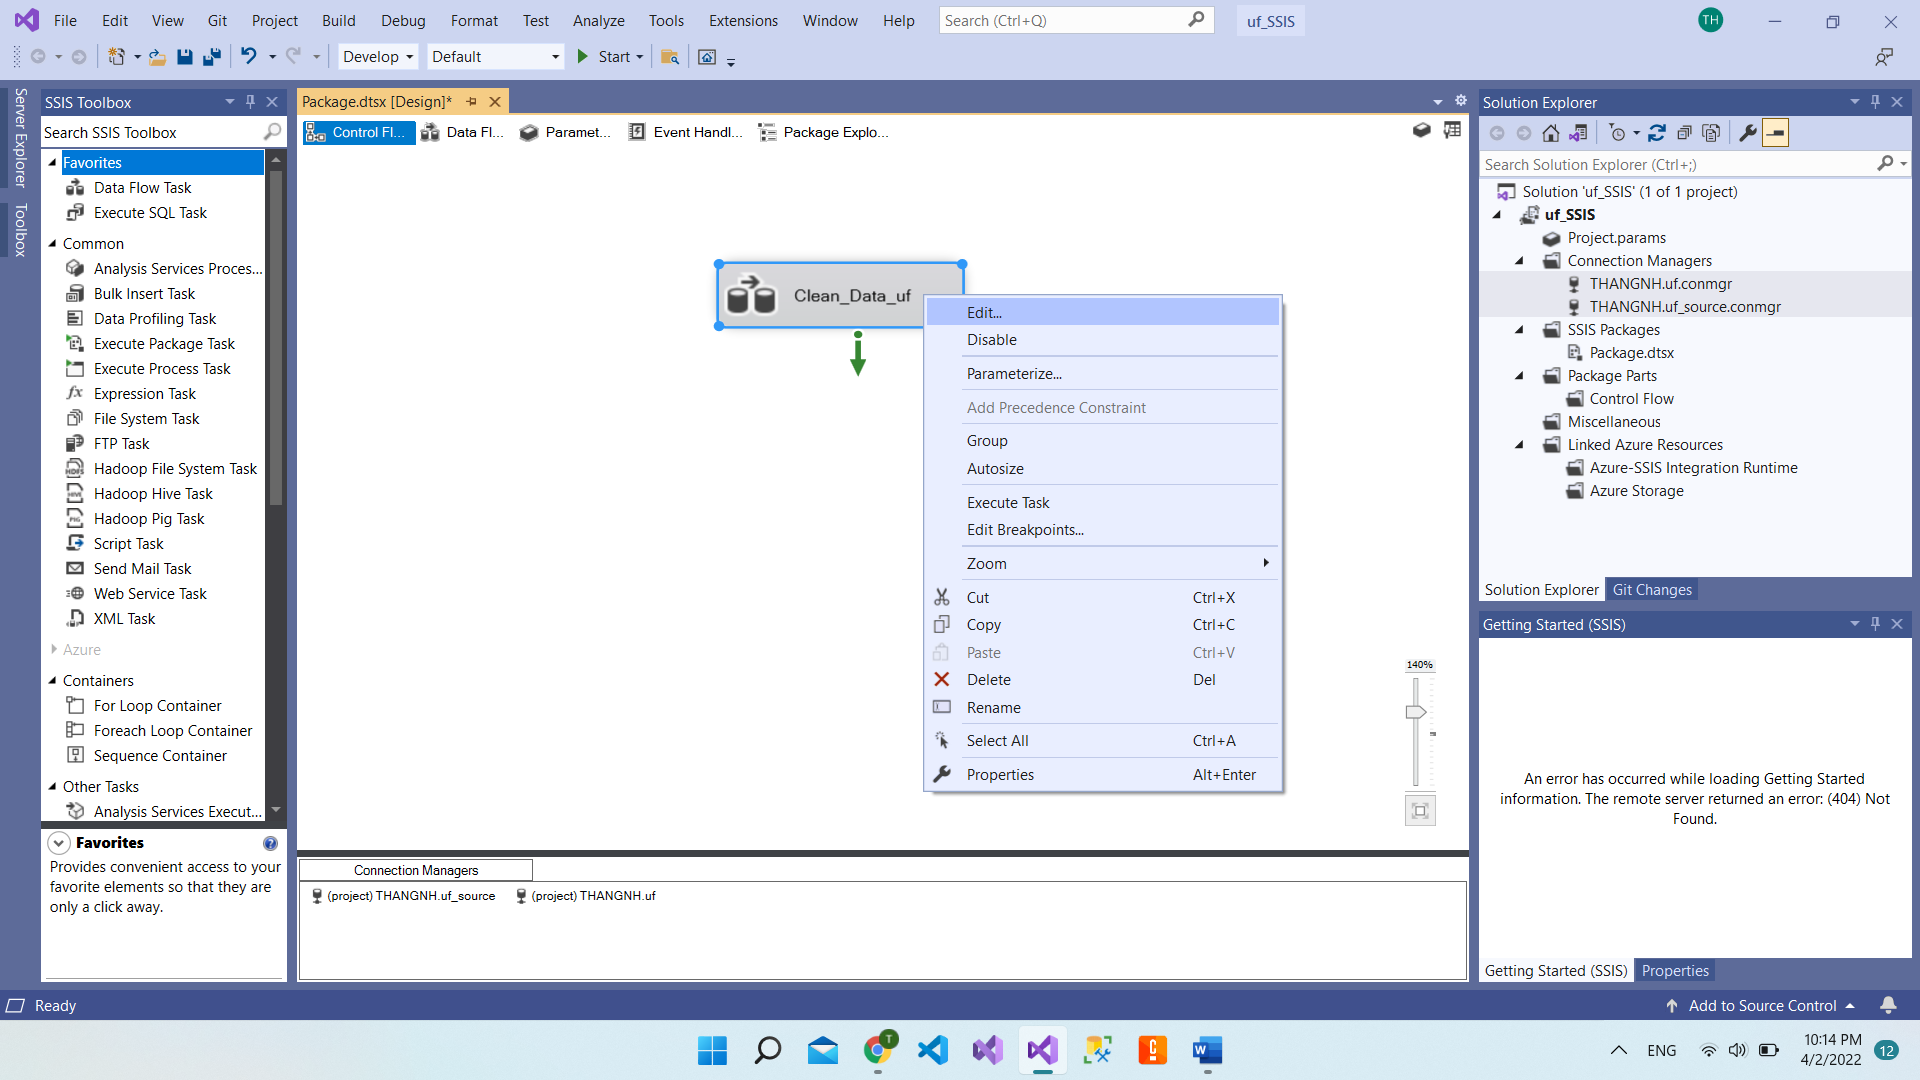 File Edit View Git Project Build Debug Format Test Analyze Tools Extensions Window Help Search (Ctrl+Q) uf_SSIS TH
Develop Default Start
Server Explorer
Toolbox
SSIS Toolbox
Search SSIS Toolbox
Favorites
Data Flow Task
Execute SQL Task
Common
Analysis Services Proces...
Bulk Insert Task
Data Profiling Task
Execute Package Task
Execute Process Task
Expression Task
File System Task
FTP Task
Hadoop File System Task
Hadoop Hive Task
Hadoop Pig Task
Script Task
Send Mail Task
Web Service Task
XML Task
Azure
Containers
For Loop Container
Foreach Loop Container
Sequence Container
Other Tasks
Analysis Services Execut...
Favorites
Provides convenient access to your
favorite elements so that they are
only a click away.
Package.dtsx [Design]*
Control Fl... Data Fl... Paramet... Event Handl... Package Explo...
Clean_Data_uf
Edit...
Disable
Parameterize...
Add Precedence Constraint
Group
Autosize
Execute Task
Edit Breakpoints...
Zoom
Cut Ctrl+X
Copy Ctrl+C
Paste Ctrl+V
Delete Del
Rename
Select All Ctrl+A
Properties Alt+Enter
140%
Connection Managers
(project) THANGNH.uf_source (project) THANGNH.uf
Solution Explorer
Search Solution Explorer (Ctrl+;)
Solution 'uf_SSIS' (1 of 1 project)
uf_SSIS
Project.params
Connection Managers
THANGNH.uf.conmgr
THANGNH.uf_source.conmgr
SSIS Packages
Package.dtsx
Package Parts
Control Flow
Miscellaneous
Linked Azure Resources
Azure-SSIS Integration Runtime
Azure Storage
Solution Explorer Git Changes
Getting Started (SSIS)
An error has occurred while loading Getting Started
information. The remote server returned an error: (404) Not
Found.
Getting Started (SSIS) Properties
Ready Add to Source Control
T
ENG
10:14 PM
4/2/2022
12